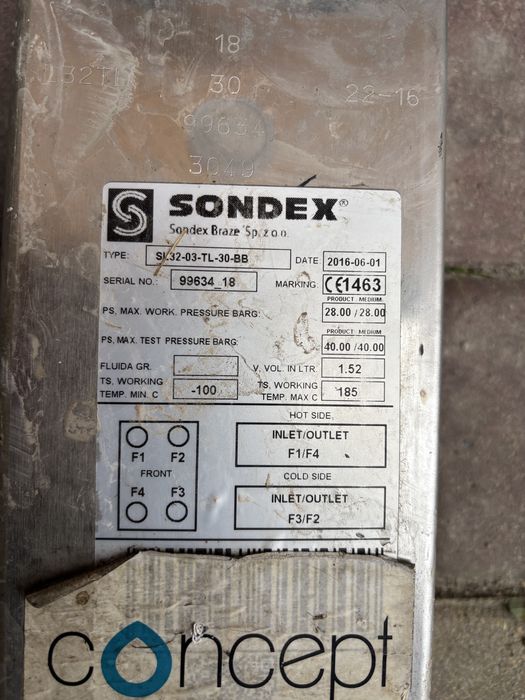 18
L32TL 30 22-16
99634
3049
S SONDEX®
Sondex Braze Sp. z o.o.
TYPE: SL32-03-TL-30-BB DATE: 2016-06-01
SERIAL NO.: 99634_18 MARKING: CE1463
PRODUCT MEDIUM
PS, MAX. WORK. PRESSURE BARG: 28.00 / 28.00
PRODUCT MEDIUM
PS, MAX. TEST PRESSURE BARG: 40.00 / 40.00
FLUIDA GR. V. VOL. IN LTR. 1.52
TS. WORKING TEMP. MIN. C -100 TS. WORKING TEMP. MAX C 185
HOT SIDE,
INLET/OUTLET
F1/F4
COLD SIDE
INLET/OUTLET
F3/F2
F1 F2
FRONT
F4 F3
concept